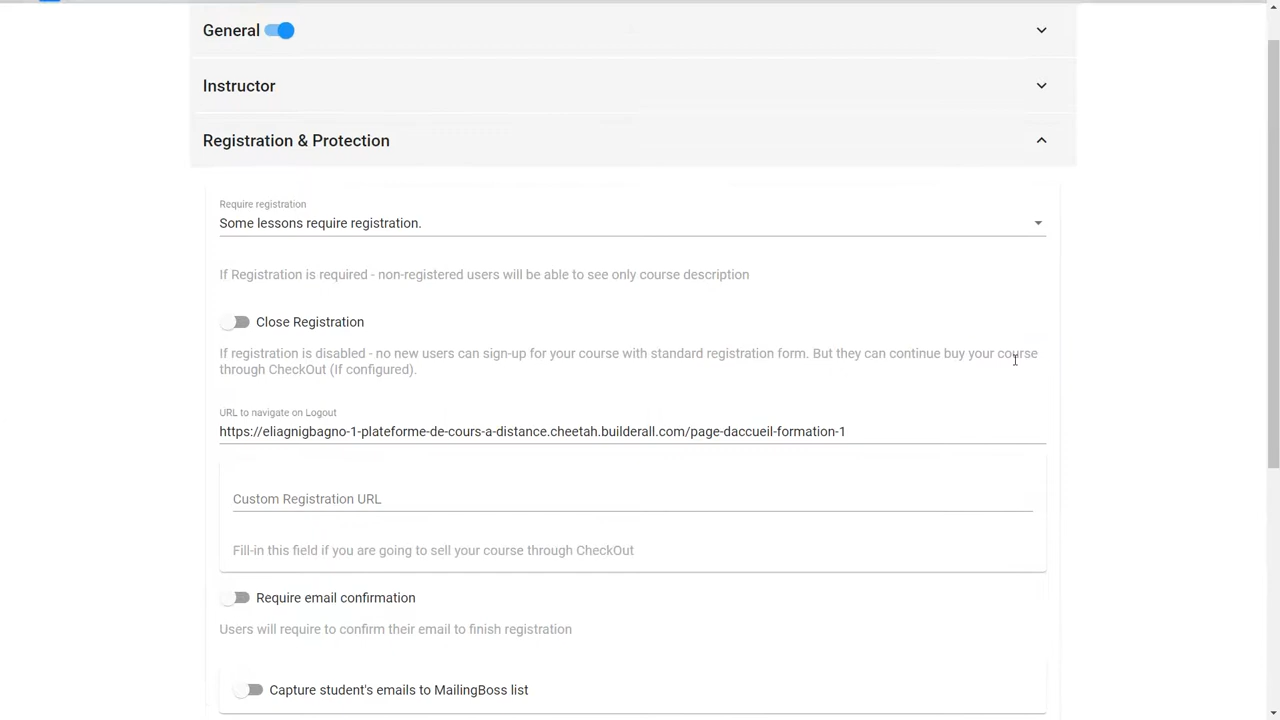 General
Instructor
Registration & Protection
Require registration
Some lessons require registration.
If Registration is required - non-registered users will be able to see only course description
Close Registration
If registration is disabled - no new users can sign-up for your course with standard registration form. But they can continue buy your course
through CheckOut (If configured).
URL to navigate on Logout
https://eliagnigbagno-1-plateforme-de-cours-a-distance.cheetah.builderall.com/page-daccueil-formation-1
Custom Registration URL
Fill-in this field if you are going to sell your course through CheckOut
Require email confirmation
Users will require to confirm their email to finish registration
Capture student's emails to MailingBoss list